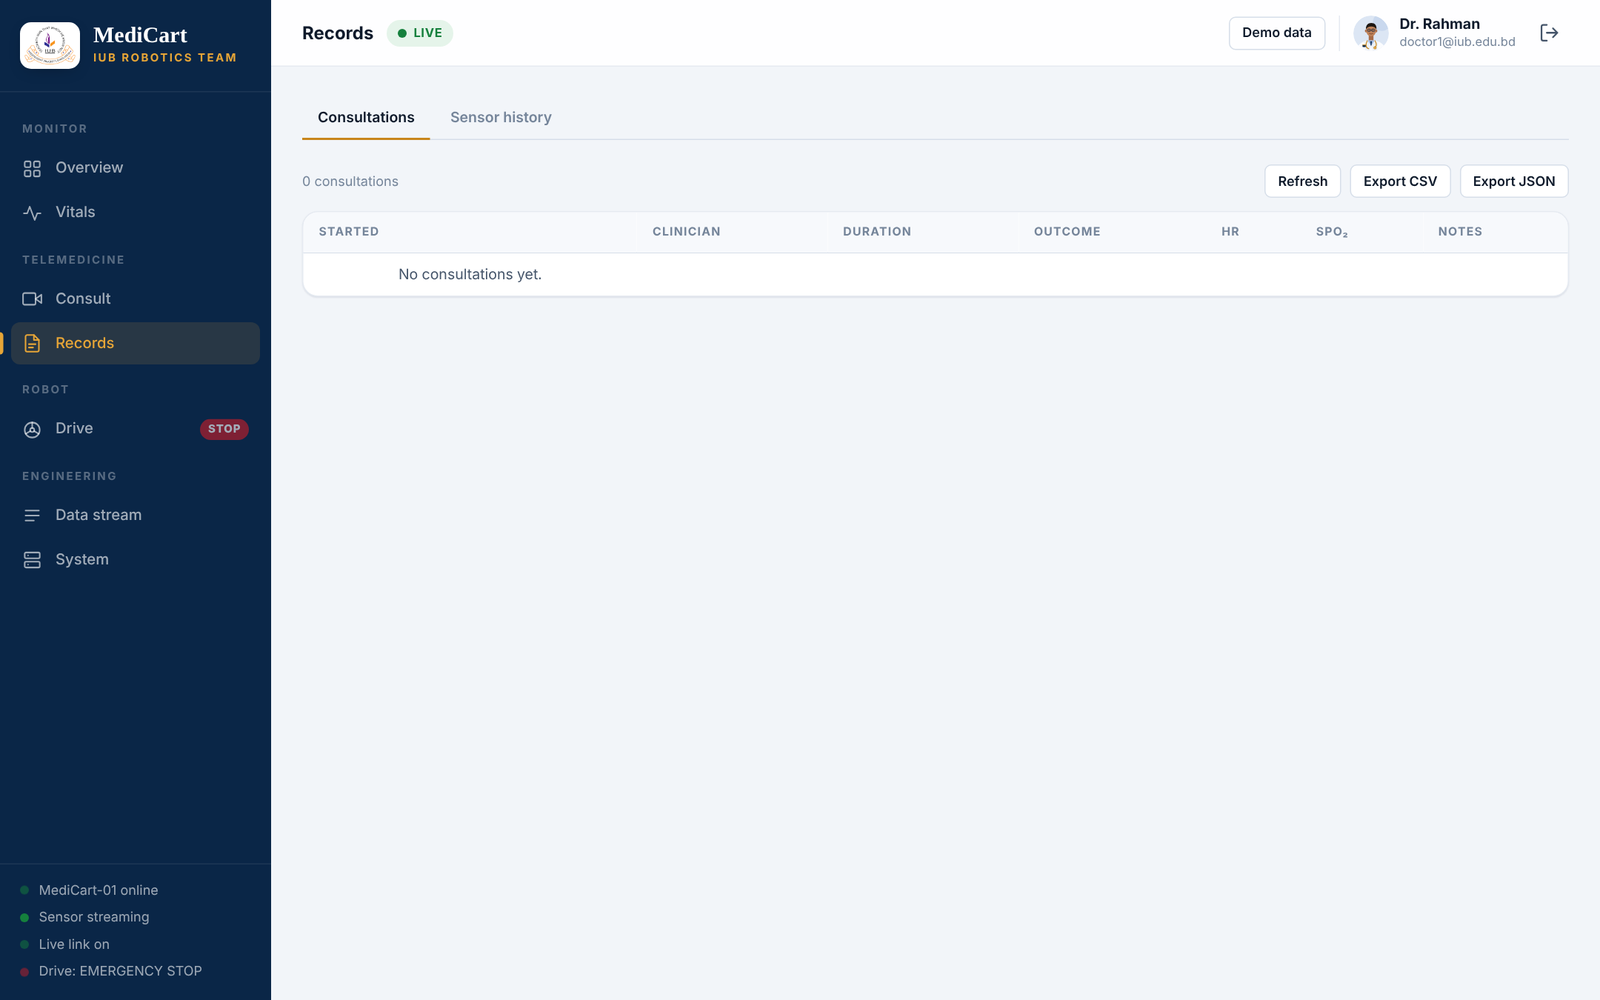 MediCart
IUB ROBOTICS TEAM
MONITOR
Overview
Vitals
TELEMEDICINE
Consult
Records
ROBOT
Drive STOP
ENGINEERING
Data stream
System
MediCart-01 online
Sensor streaming
Live link on
Drive: EMERGENCY STOP
Records LIVE
Demo data
Dr. Rahman
doctor1@iub.edu.bd
Consultations Sensor history
0 consultations
Refresh Export CSV Export JSON
STARTED CLINICIAN DURATION OUTCOME HR SPO₂ NOTES
No consultations yet.